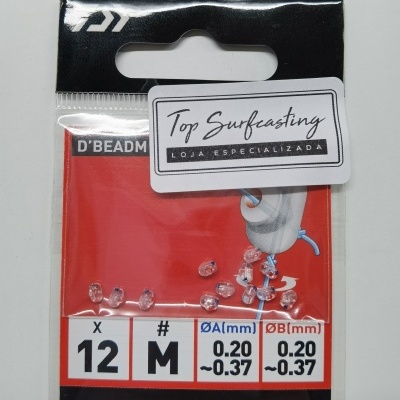 Top Surfcasting
LOJA ESPECIALIZADA
D'BEADM
X
12
#
M
ØA(mm)
0.20
~0.37
ØB(mm)
0.20
~0.37